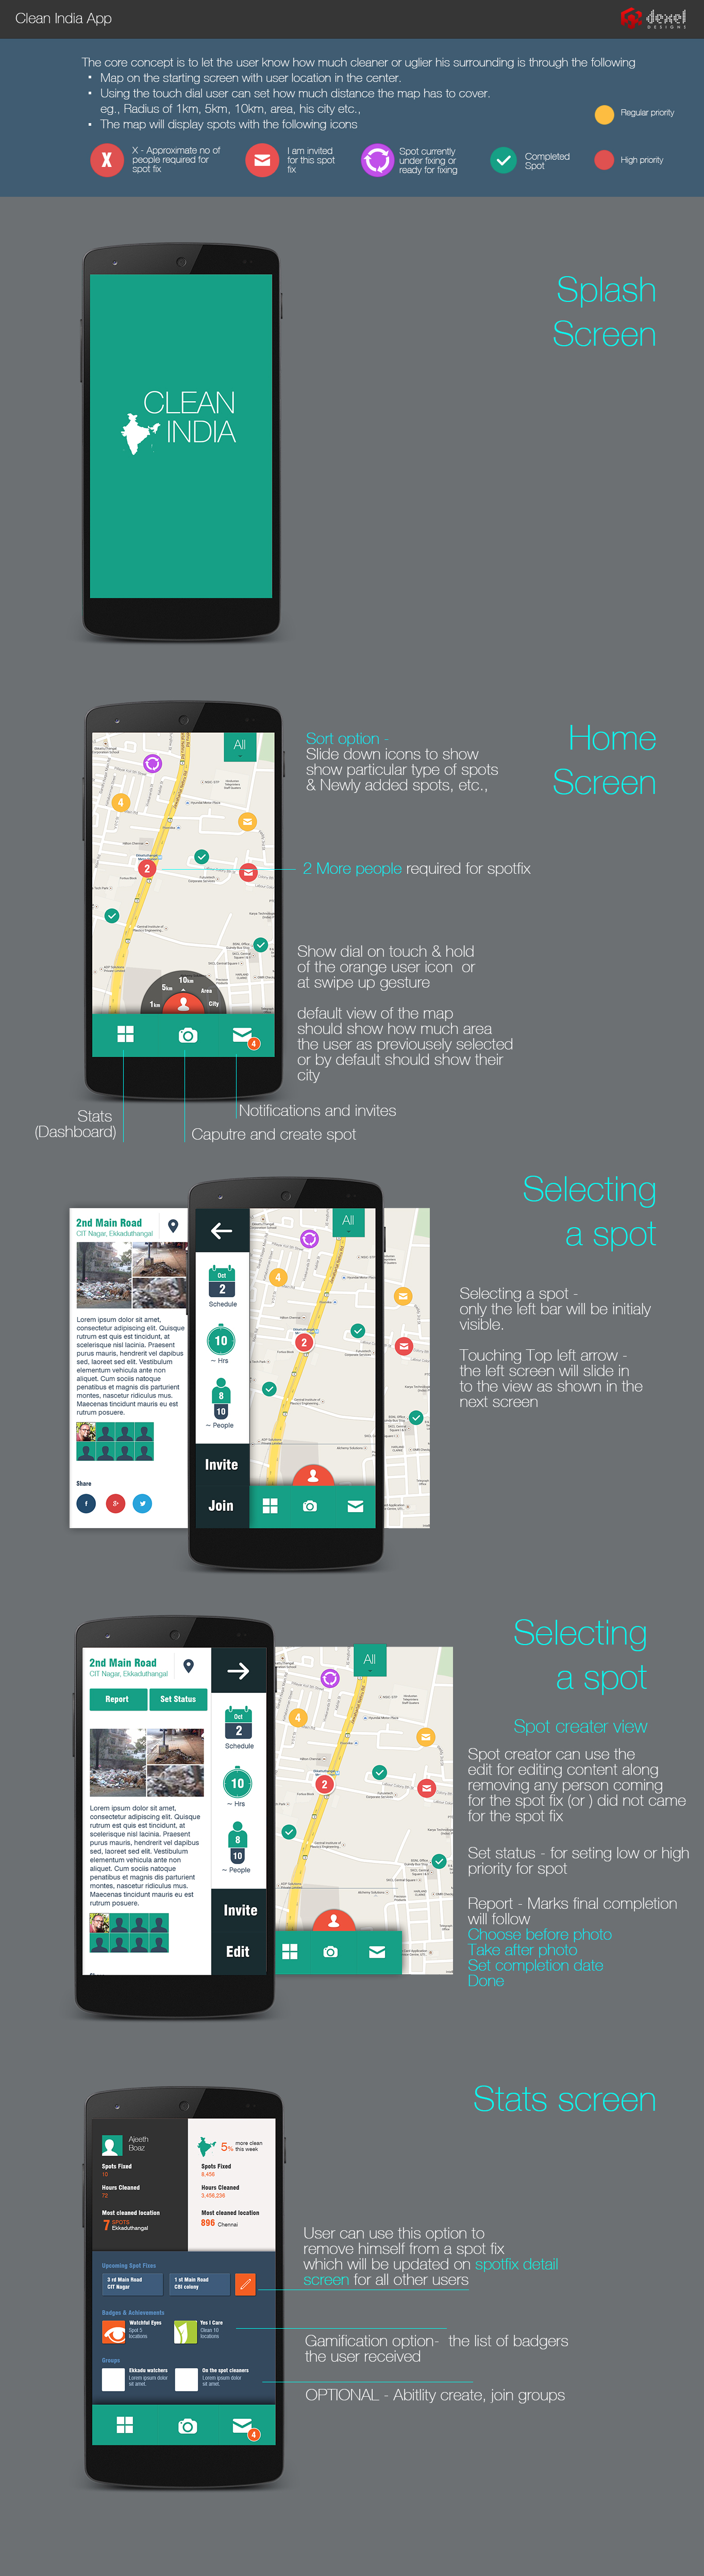 Clean India App
dexel
DESIGNS
The core concept is to let the user know how much cleaner or uglier his surrounding is through the following
• Map on the starting screen with user location in the center.
• Using the touch dial user can set how much distance the map has to cover.
eg., Radius of 1km, 5km, 10km, area, his city etc.,
• The map will display spots with the following icons
Regular priority
High priority
X
X - Approximate no of
people required for
spot fix
I am invited
for this spot
fix
Spot currently
under fixing or
ready for fixing
Completed
Spot
Splash
Screen
CLEAN
INDIA
Home
Screen
Sort option -
Slide down icons to show
show particular type of spots
& Newly added spots, etc.,
All
4
2
2 More people required for spotfix
Show dial on touch & hold
of the orange user icon or
at swipe up gesture
default view of the map
should show how much area
the user as previousely selected
or by default should show their
city
1km
5km
10km
Area
City
4
Stats
(Dashboard)
Notifications and invites
Caputre and create spot
Selecting
a spot
Selecting a spot -
only the left bar will be initialy
visible.
Touching Top left arrow -
the left screen will slide in
to the view as shown in the
next screen
2nd Main Road
CIT Nagar, Ekkaduthangal
Lorem ipsum dolor sit amet,
consectetur adipiscing elit. Quisque
rutrum est quis est tincidunt, at
scelerisque nisl lacinia. Praesent
purus mauris, hendrerit vel dapibus
sed, laoreet sed elit. Vestibulum
elementum vehicula ante non
aliquet. Cum sociis natoque
penatibus et magnis dis parturient
montes, nascetur ridiculus mus.
Maecenas tincidunt mauris eu est
rutrum posuere.
Share
Oct
2
Schedule
10
~ Hrs
8
10
~ People
Invite
Join
All
4
2
Selecting
a spot
Spot creater view
Spot creator can use the
edit for editing content along
removing any person coming
for the spot fix (or ) did not came
for the spot fix
Set status - for seting low or high
priority for spot
Report - Marks final completion
will follow
Choose before photo
Take after photo
Set completion date
Done
2nd Main Road
CIT Nagar, Ekkaduthangal
Report
Set Status
Lorem ipsum dolor sit amet,
consectetur adipiscing elit. Quisque
rutrum est quis est tincidunt, at
scelerisque nisl lacinia. Praesent
purus mauris, hendrerit vel dapibus
sed, laoreet sed elit. Vestibulum
elementum vehicula ante non
aliquet. Cum sociis natoque
penatibus et magnis dis parturient
montes, nascetur ridiculus mus.
Maecenas tincidunt mauris eu est
rutrum posuere.
Oct
2
Schedule
10
~ Hrs
8
10
~ People
Invite
Edit
All
4
2
Stats screen
Ajeeth
Boaz
Spots Fixed
10
Hours Cleaned
72
Most cleaned location
7 SPOTS
Ekkaduthangal
5% more clean
this week
Spots Fixed
8,456
Hours Cleaned
3,456,236
Most cleaned location
896 Chennai
Upcoming Spot Fixes
3 rd Main Road
CIT Nagar
1 st Main Road
CBI colony
Badges & Achievements
Watchful Eyes
Spot 5
locations
Yes I Care
Clean 10
locations
Groups
Ekkadu watchers
Lorem ipsum dolor
sit amet.
On the spot cleaners
Lorem ipsum dolor
sit amet.
4
User can use this option to
remove himself from a spot fix
which will be updated on spotfix detail
screen for all other users
Gamification option- the list of badgers
the user received
OPTIONAL - Abitlity create, join groups